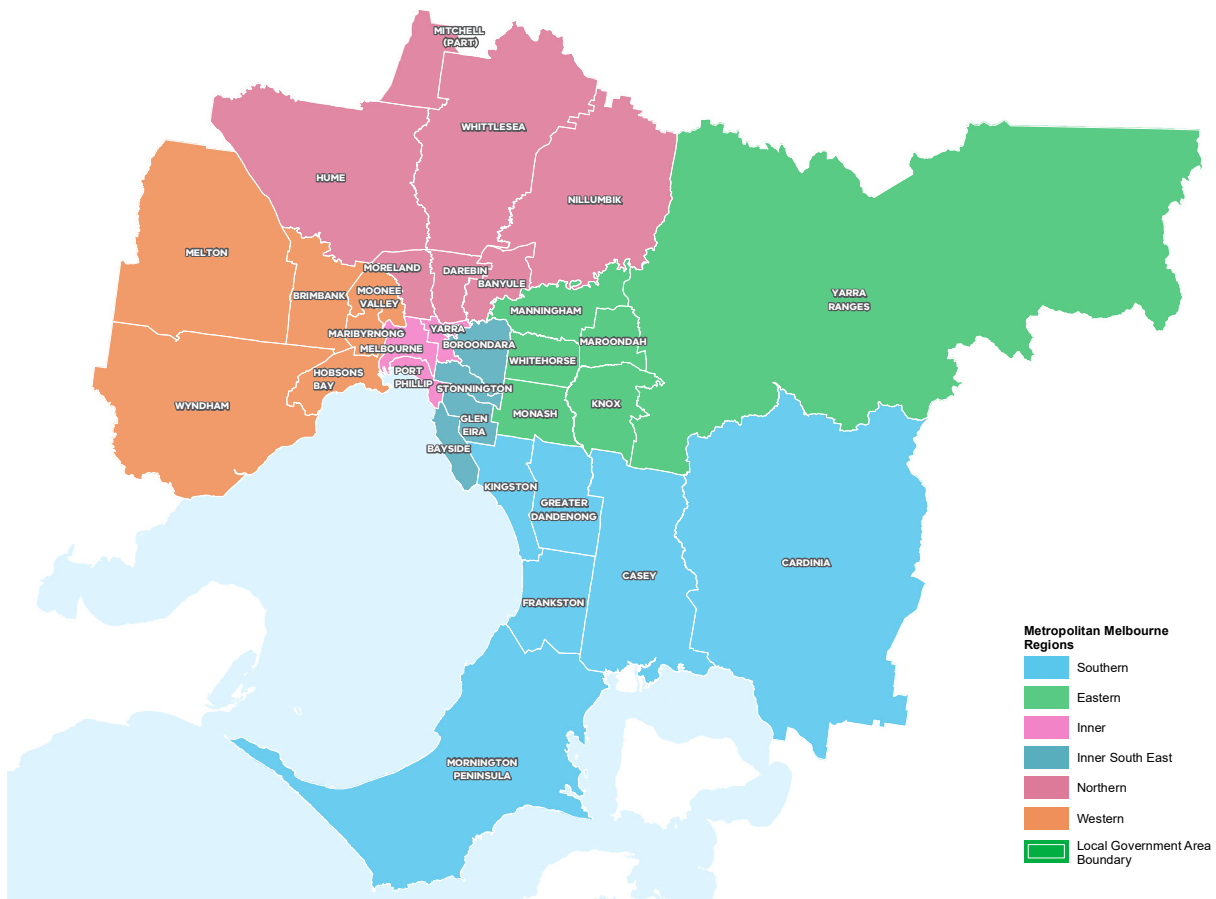 MITCHELL
(PART)
WHITTLESEA
HUME
NILLUMBIK
MELTON
MORELAND
DAREBIN
BANYULE
BRIMBANK
MOONEE
VALLEY
YARRA
RANGES
MANNINGHAM
MARIBYRNONG
YARRA
MELBOURNE
BOROONDARA
MAROONDAH
WHITEHORSE
HOBSONS
BAY
PORT
PHILLIP
STONNINGTON
WYNDHAM
MONASH
KNOX
GLEN
EIRA
BAYSIDE
KINGSTON
GREATER
DANDENONG
CASEY
CARDINIA
FRANKSTON
MORNINGTON
PENINSULA
Metropolitan Melbourne
Regions
Southern
Eastern
Inner
Inner South East
Northern
Western
Local Government Area
Boundary